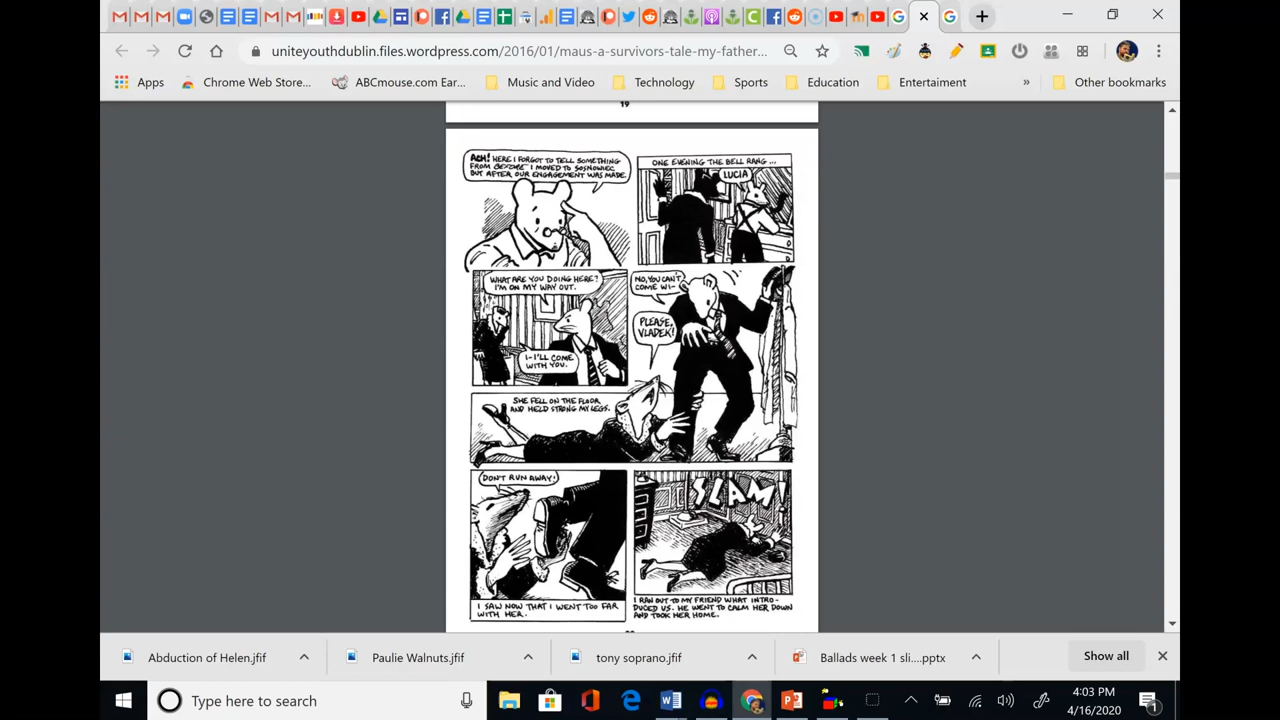 uniteyouthdublin.files.wordpress.com/2016/01/maus-a-survivors-tale-my-father...
Apps
Chrome Web Store...
ABCmouse.com Ear...
Music and Video
Technology
Sports
Education
Entertaiment
»
Other bookmarks
19
ACH! HERE I FORGOT TO TELL SOMETHING
FROM BEFORE I MOVED TO SOSNOWIEC
BUT AFTER OUR ENGAGEMENT WAS MADE.
ONE EVENING THE BELL RANG...
LUCIA
WHAT ARE YOU DOING HERE?
I'M ON MY WAY OUT.
I-I'LL COME
WITH YOU.
NO, YOU CAN'T
COME WI-
PLEASE,
VLADEK!
SHE FELL ON THE FLOOR
AND HELD STRONG MY LEGS.
DON'T RUN AWAY!
I SAW NOW THAT I WENT TOO FAR
WITH HER.
SLAM!
I RAN OUT TO MY FRIEND WHAT INTRO-
DUCED US. HE WENT TO CALM HER DOWN
AND TOOK HER HOME.
Abduction of Helen.jfif
Paulie Walnuts.jfif
tony soprano.jfif
Ballads week 1 sli....pptx
Show all
Type here to search
4:03 PM
4/16/2020
1